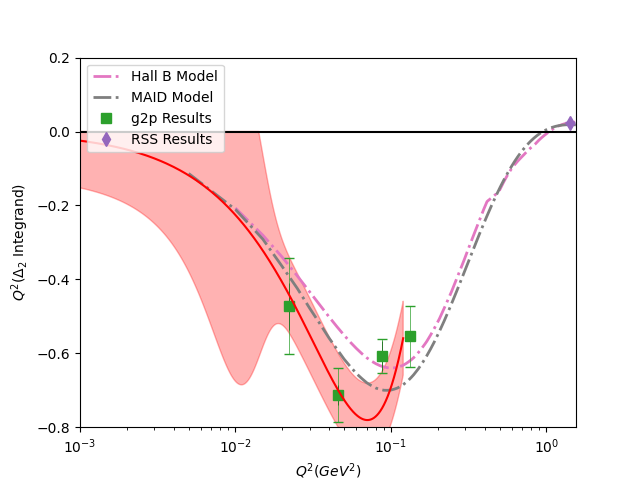 Hall B Model
MAID Model
g2p Results
RSS Results
0.2
0.0
−0.2
−0.4
−0.6
−0.8
Q²(Δ₂ Integrand)
10⁻³
10⁻²
10⁻¹
10⁰
Q²(GeV²)